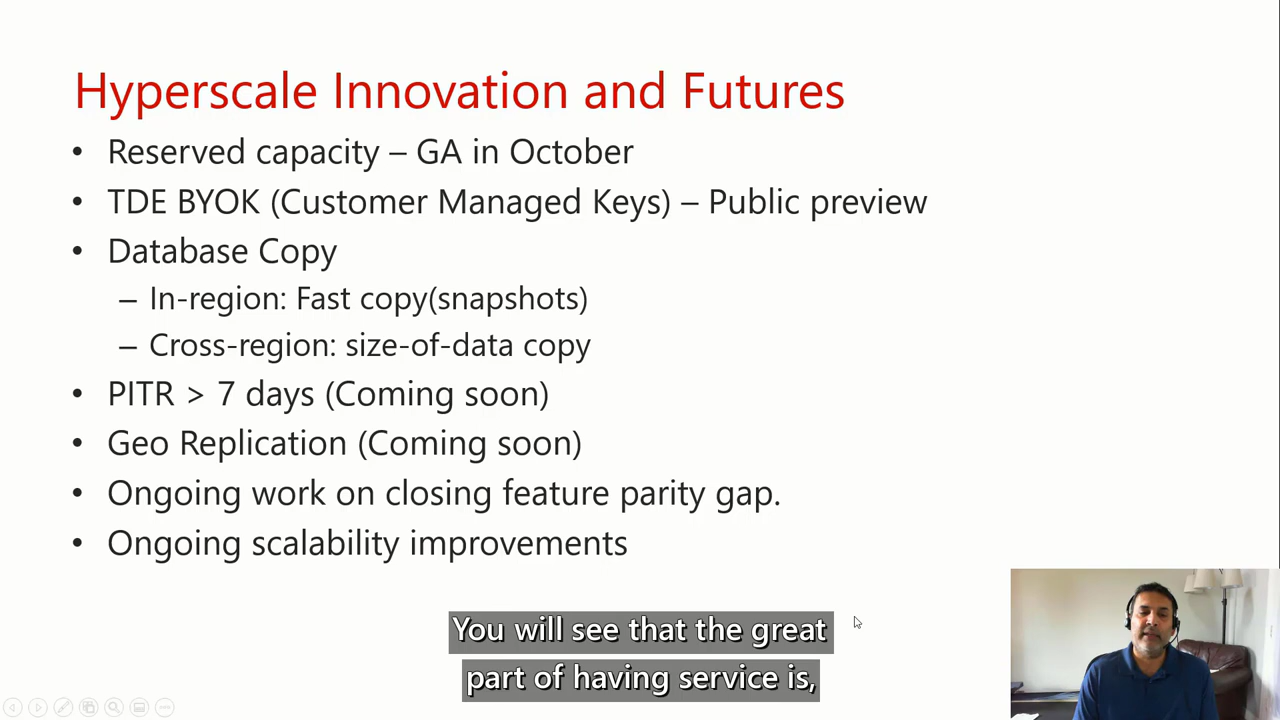 Hyperscale Innovation and Futures
• Reserved capacity – GA in October
• TDE BYOK (Customer Managed Keys) – Public preview
• Database Copy
– In-region: Fast copy(snapshots)
– Cross-region: size-of-data copy
• PITR > 7 days (Coming soon)
• Geo Replication (Coming soon)
• Ongoing work on closing feature parity gap.
• Ongoing scalability improvements
You will see that the great
part of having service is,